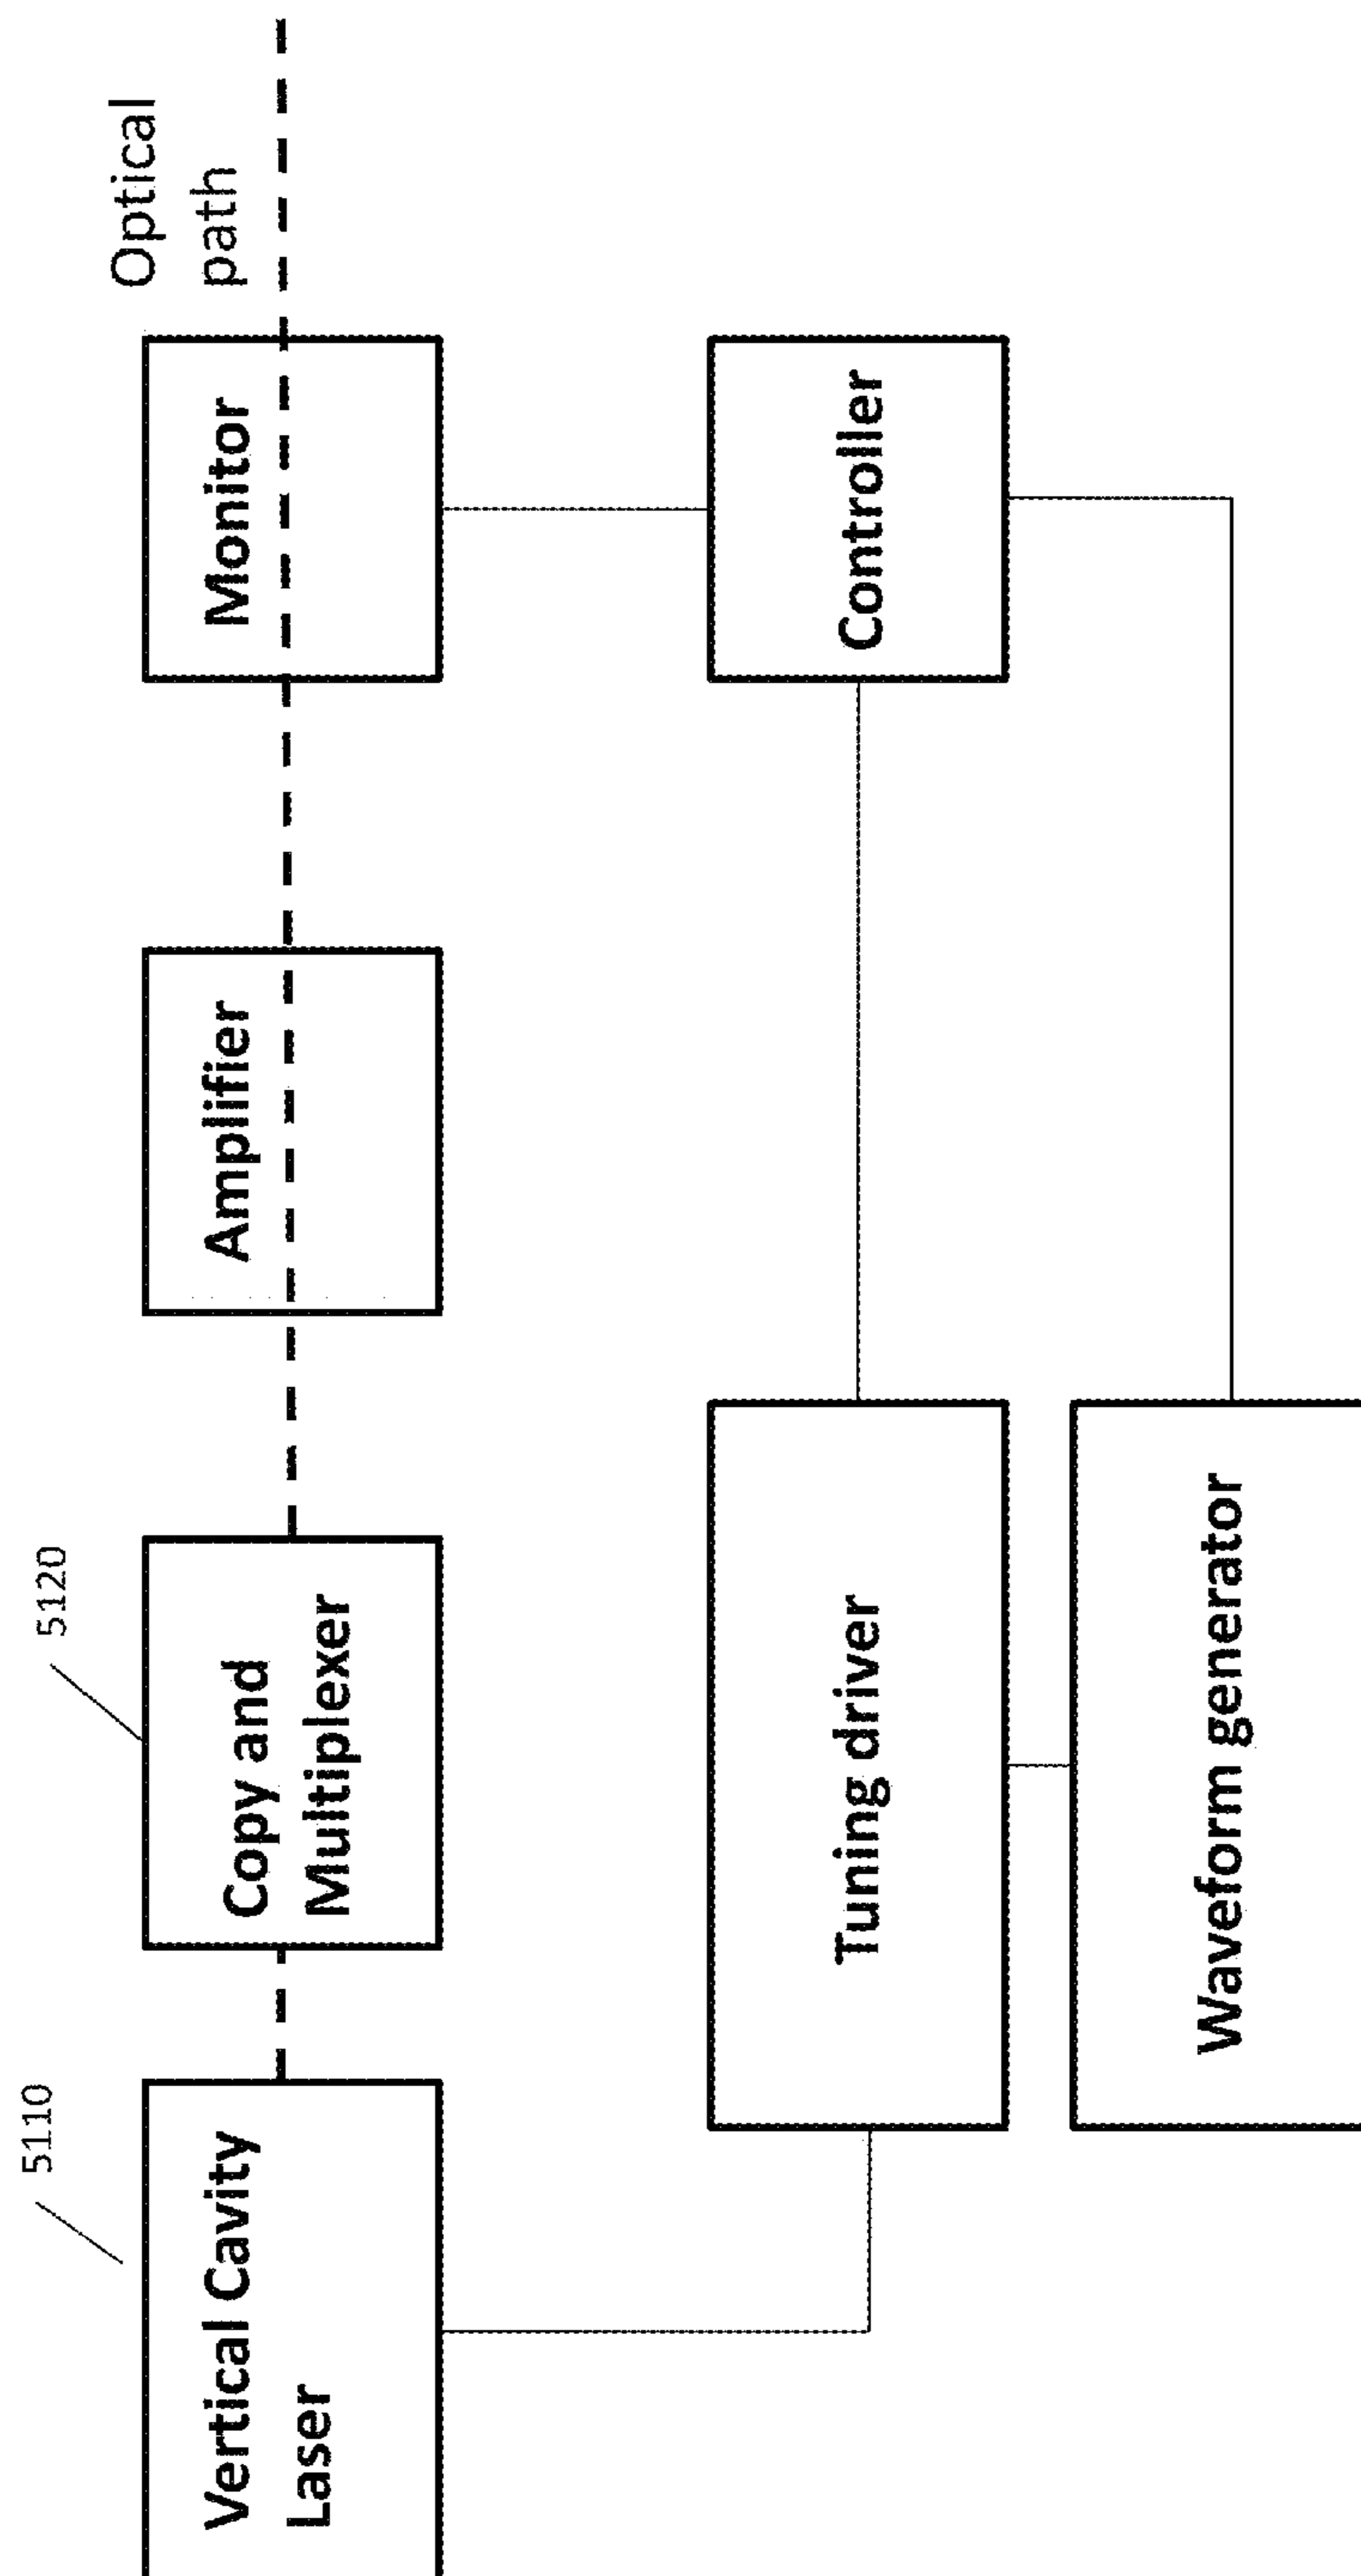 5110
5120
Vertical Cavity
Laser
Copy and
Multiplexer
Amplifier
Monitor
Optical
path
Tuning driver
Controller
Waveform generator